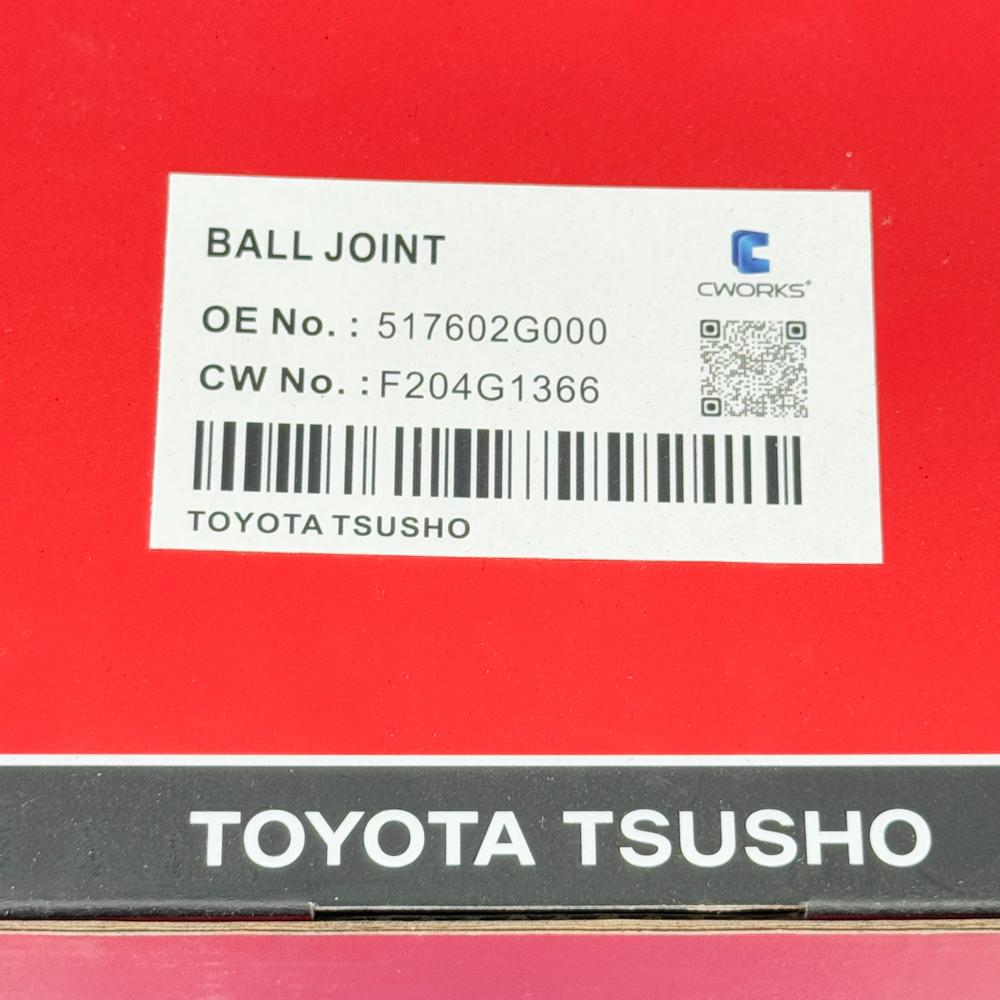 BALL JOINT
CWORKS®
OE No. : 517602G000
CW No. : F204G1366
TOYOTA TSUSHO
TOYOTA TSUSHO